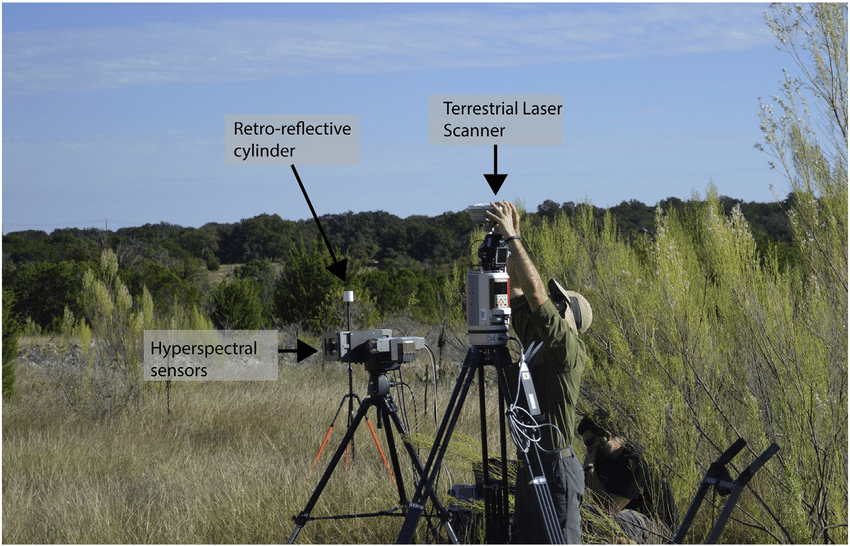 Retro-reflective
cylinder
Terrestrial Laser
Scanner
Hyperspectral
sensors